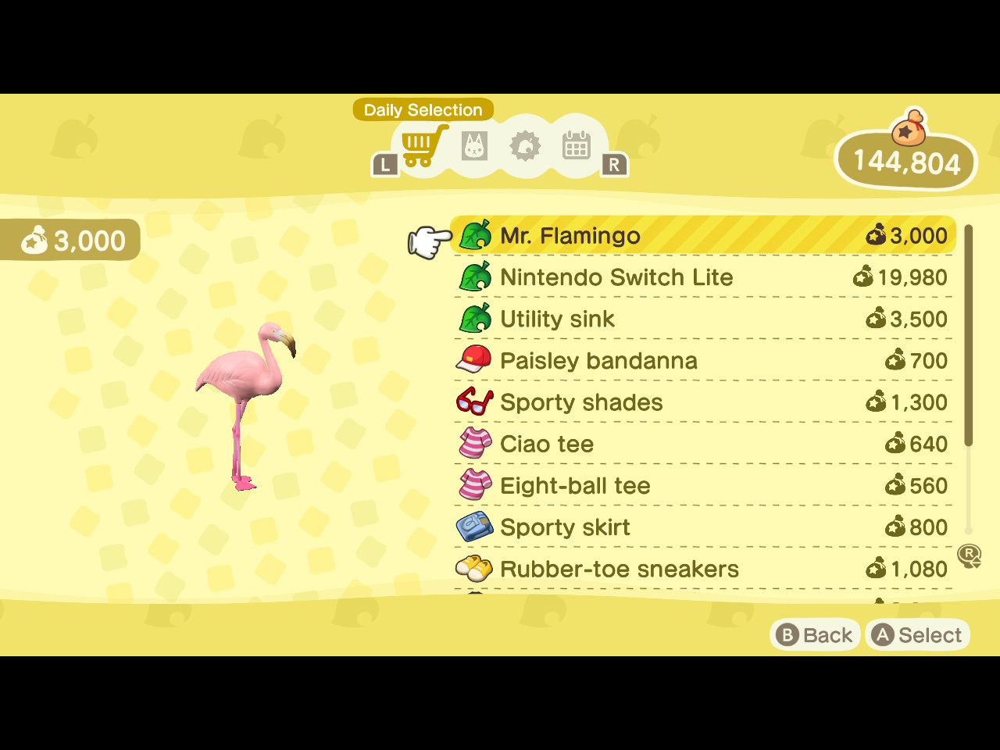 Daily Selection
L
R
144,804
3,000
Mr. Flamingo 3,000
Nintendo Switch Lite 19,980
Utility sink 3,500
Paisley bandanna 700
Sporty shades 1,300
Ciao tee 640
Eight-ball tee 560
Sporty skirt 800
Rubber-toe sneakers 1,080
R
B Back A Select